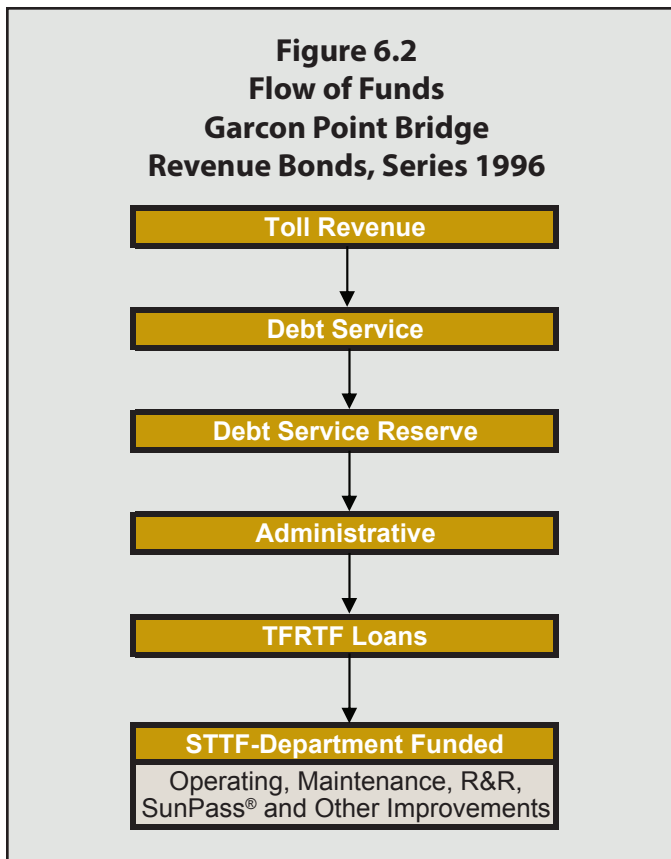 Figure 6.2
Flow of Funds
Garcon Point Bridge
Revenue Bonds, Series 1996
Toll Revenue
Debt Service
Debt Service Reserve
Administrative
TFRTF Loans
STTF-Department Funded
Operating, Maintenance, R&R,
SunPass® and Other Improvements